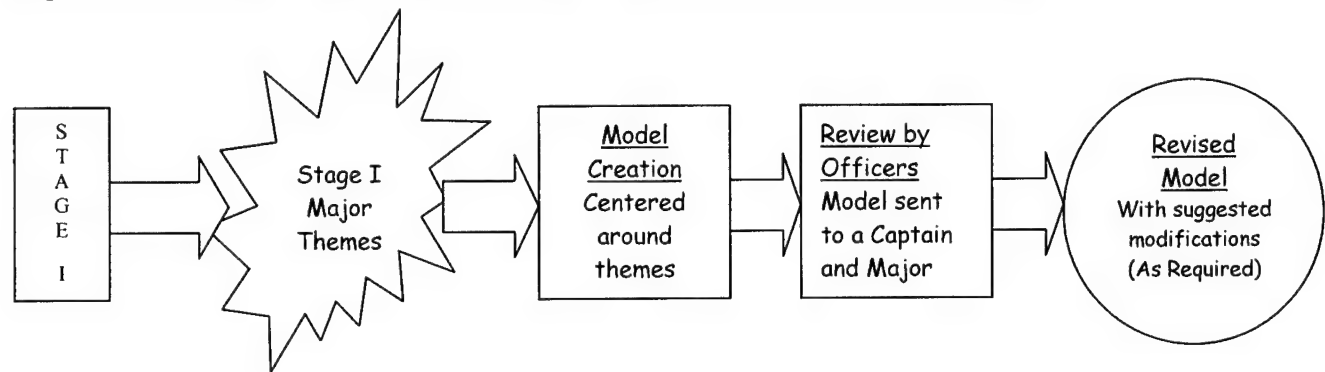 S
T
A
G
E
I
Stage I
Major
Themes
Model
Creation
Centered
around
themes
Review by
Officers
Model sent
to a Captain
and Major
Revised
Model
With suggested
modifications
(As Required)